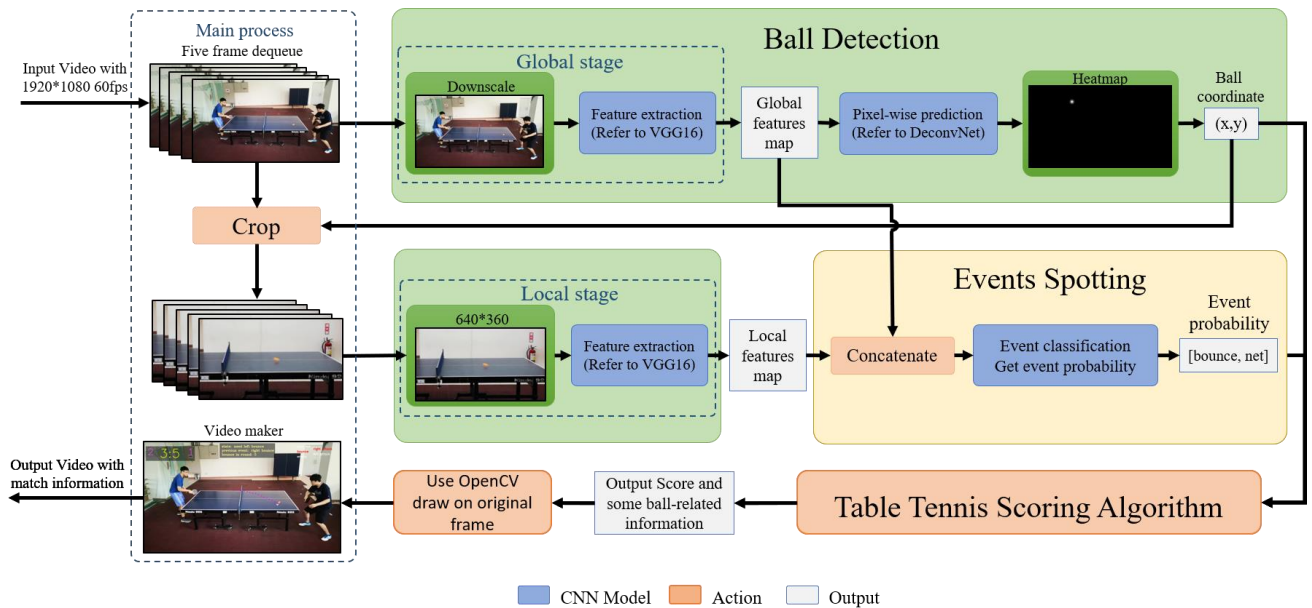 Main process
Five frame dequeue
Input Video with
1920*1080 60fps
Ball Detection
Global stage
Downscale
Feature extraction
(Refer to VGG16)
Global
features
map
Pixel-wise prediction
(Refer to DeconvNet)
Heatmap
Ball
coordinate
(x,y)
Crop
Local stage
640*360
Feature extraction
(Refer to VGG16)
Local
features
map
Events Spotting
Concatenate
Event classification
Get event probability
Event
probability
[bounce, net]
Video maker
3:5
Output Video with
match information
Use OpenCV
draw on original
frame
Output Score and
some ball-related
information
Table Tennis Scoring Algorithm
CNN Model
Action
Output